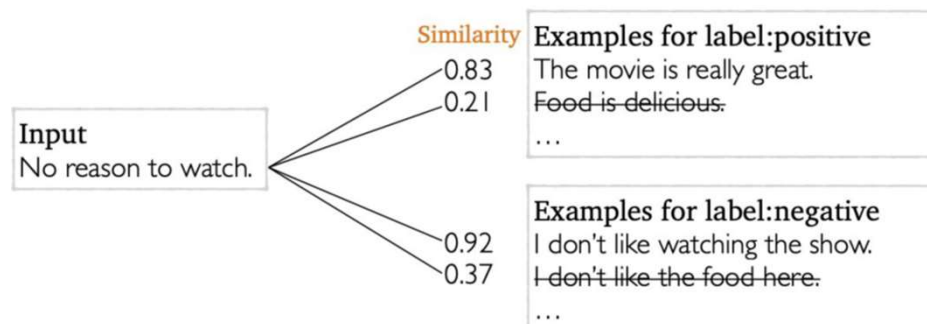 Similarity
Examples for label:positive
0.83
The movie is really great.
0.21
Food is delicious.
...
Input
No reason to watch.
Examples for label:negative
0.92
I don't like watching the show.
0.37
I don't like the food here.
...